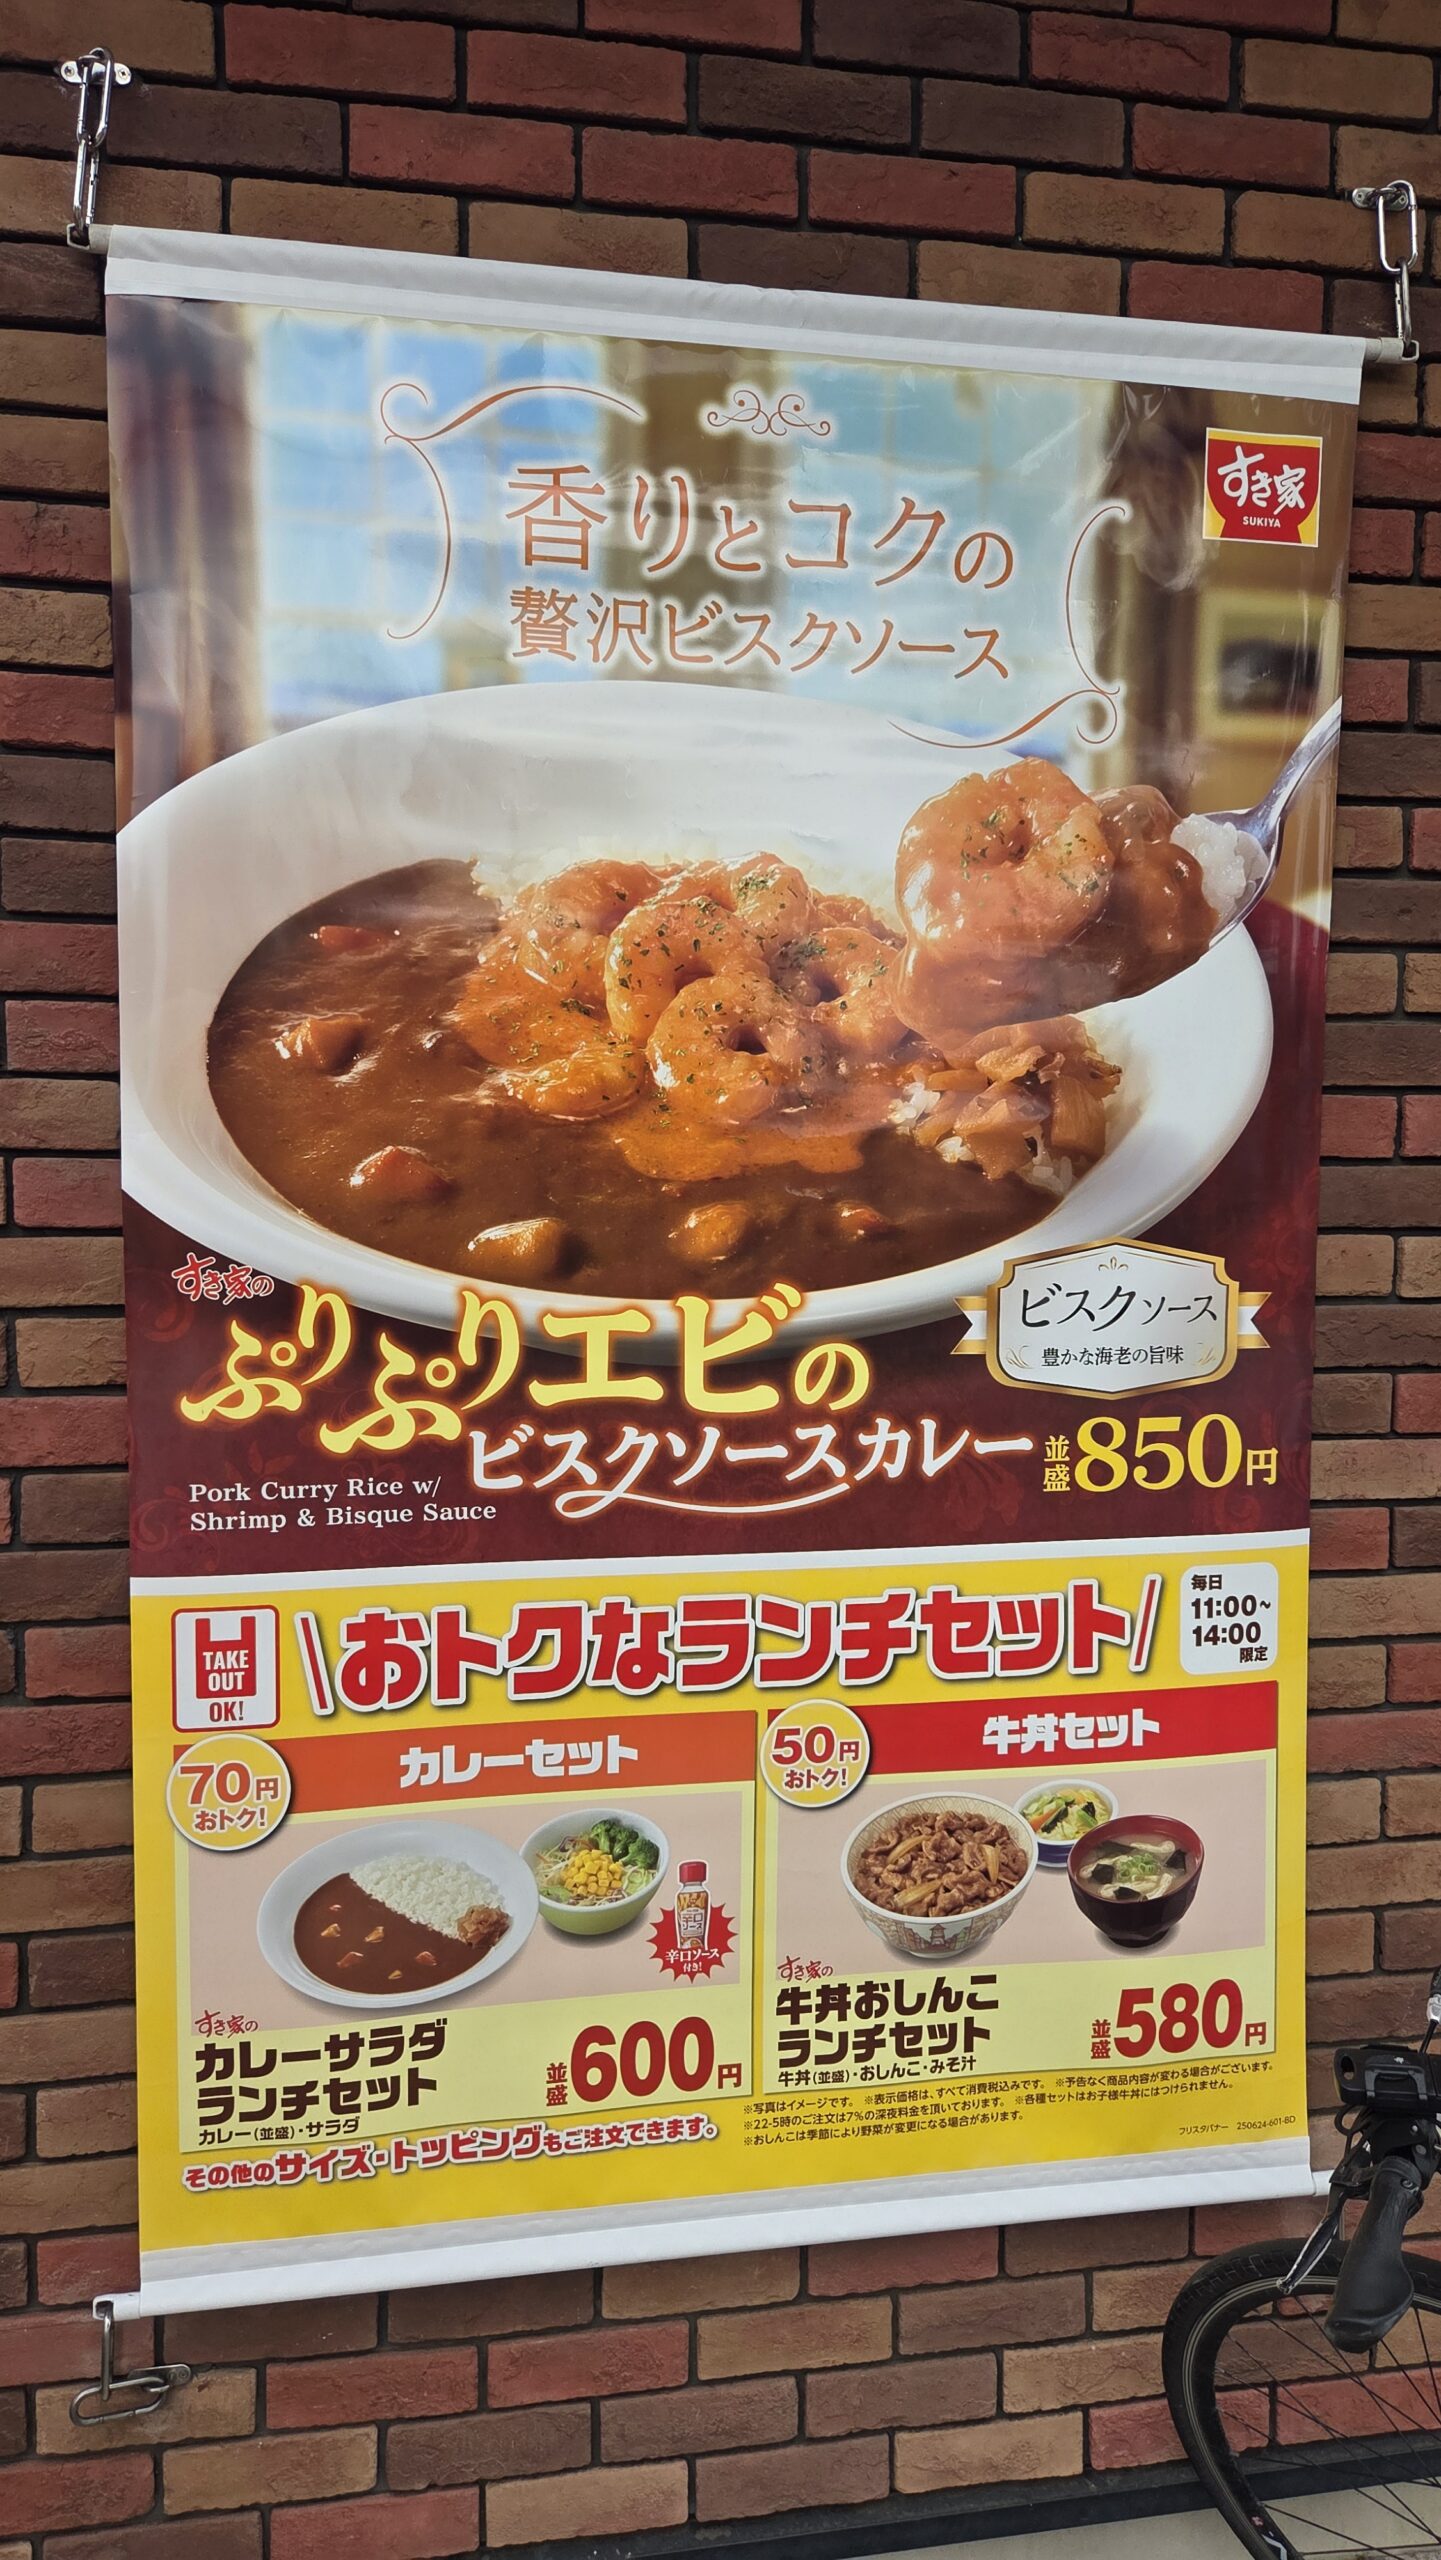 香りとコクの
贅沢ビスクソース
すき家
SUKIYA
すき家の
ぷりぷりエビの
ビスクソースカレー
Pork Curry Rice w/
Shrimp & Bisque Sauce
ビスクソース
豊かな海老の旨味
並盛850円
TAKE
OUT
OK!
\おトクなランチセット/
毎日
11:00~
14:00
限定
70円
おトク!
カレーセット
辛口ソース
付き!
すき家の
カレーサラダ
ランチセット
カレー(並盛)・サラダ
並盛600円
50円
おトク!
牛丼セット
すき家の
牛丼おしんこ
ランチセット
牛丼(並盛)・おしんこ・みそ汁
並盛580円
その他のサイズ・トッピングもご注文できます。
※写真はイメージです。 ※表示価格は、すべて消費税込みです。 ※予告なく商品内容が変わる場合がございます。
※22-5時のご注文は7%の深夜料金を頂いております。 ※各種セットはお子様牛丼にはつけられません。
※おしんこは季節により野菜が変更になる場合があります。
フリスタバナー 250624-601-BD